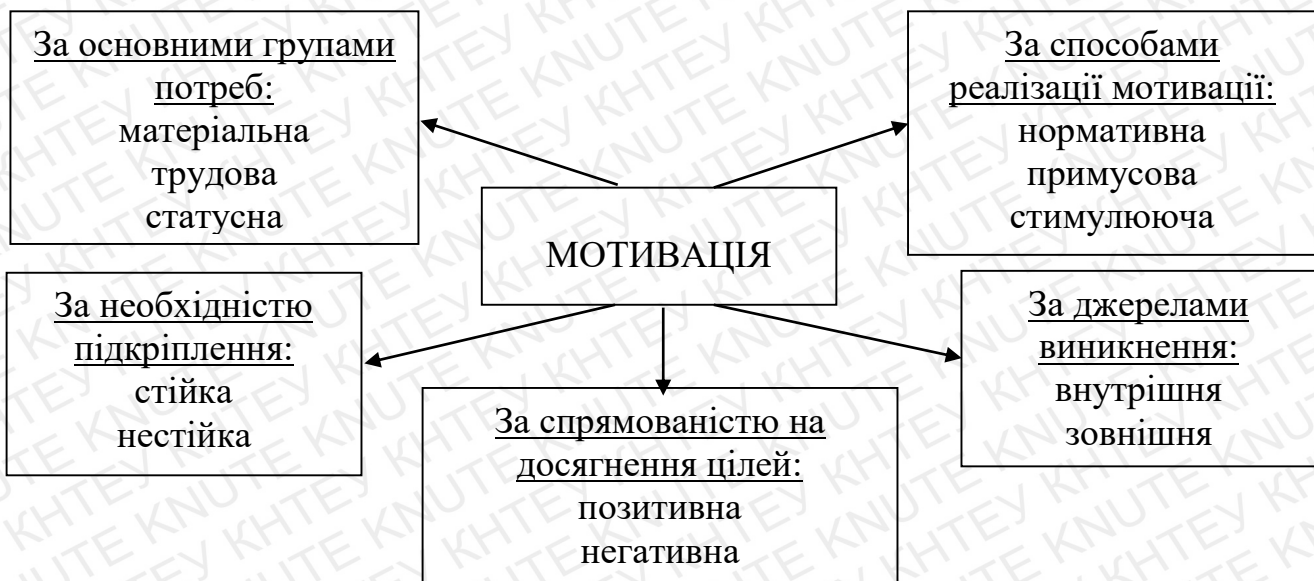 За основними групами
потреб:
матеріальна
трудова
статусна
За способами
реалізації мотивації:
нормативна
примусова
стимулююча
МОТИВАЦІЯ
За необхідністю
підкріплення:
стійка
нестійка
За спрямованістю на
досягнення цілей:
позитивна
негативна
За джерелами
виникнення:
внутрішня
зовнішня